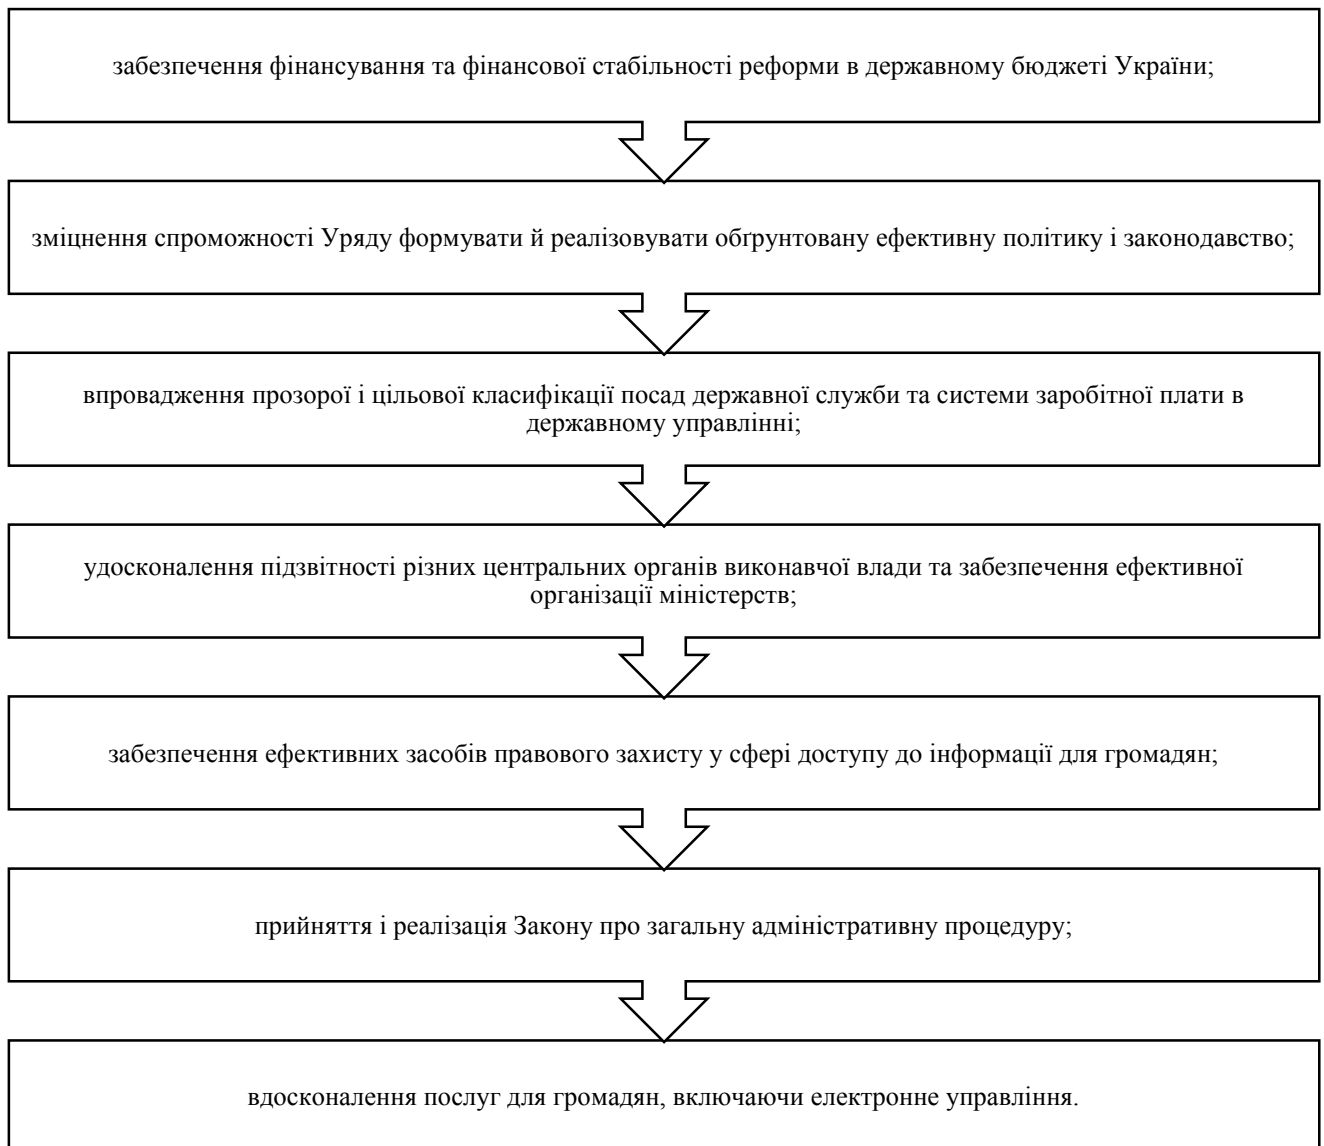 забезпечення фінансування та фінансової стабільності реформи в державному бюджеті України;
зміцнення спроможності Уряду формувати й реалізовувати обґрунтовану ефективну політику і законодавство;
впровадження прозорої і цільової класифікації посад державної служби та системи заробітної плати в
державному управлінні;
удосконалення підзвітності різних центральних органів виконавчої влади та забезпечення ефективної
організації міністерств;
забезпечення ефективних засобів правового захисту у сфері доступу до інформації для громадян;
прийняття і реалізація Закону про загальну адміністративну процедуру;
вдосконалення послуг для громадян, включаючи електронне управління.